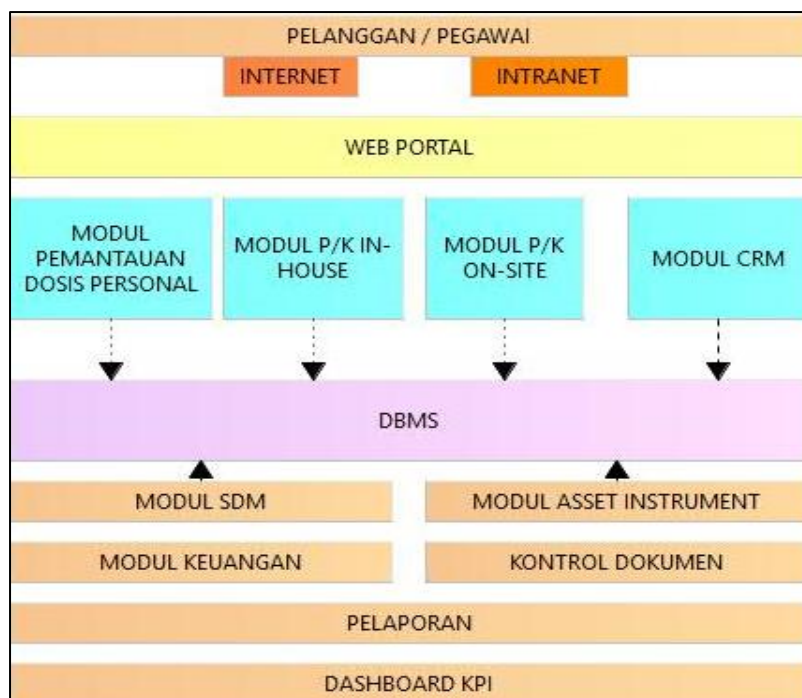 PELANGGAN / PEGAWAI
INTERNET
INTRANET
WEB PORTAL
MODUL
PEMANTAUAN
DOSIS PERSONAL
MODUL P/K IN-
HOUSE
MODUL P/K
ON-SITE
MODUL CRM
DBMS
MODUL SDM
MODUL ASSET INSTRUMENT
MODUL KEUANGAN
KONTROL DOKUMEN
PELAPORAN
DASHBOARD KPI